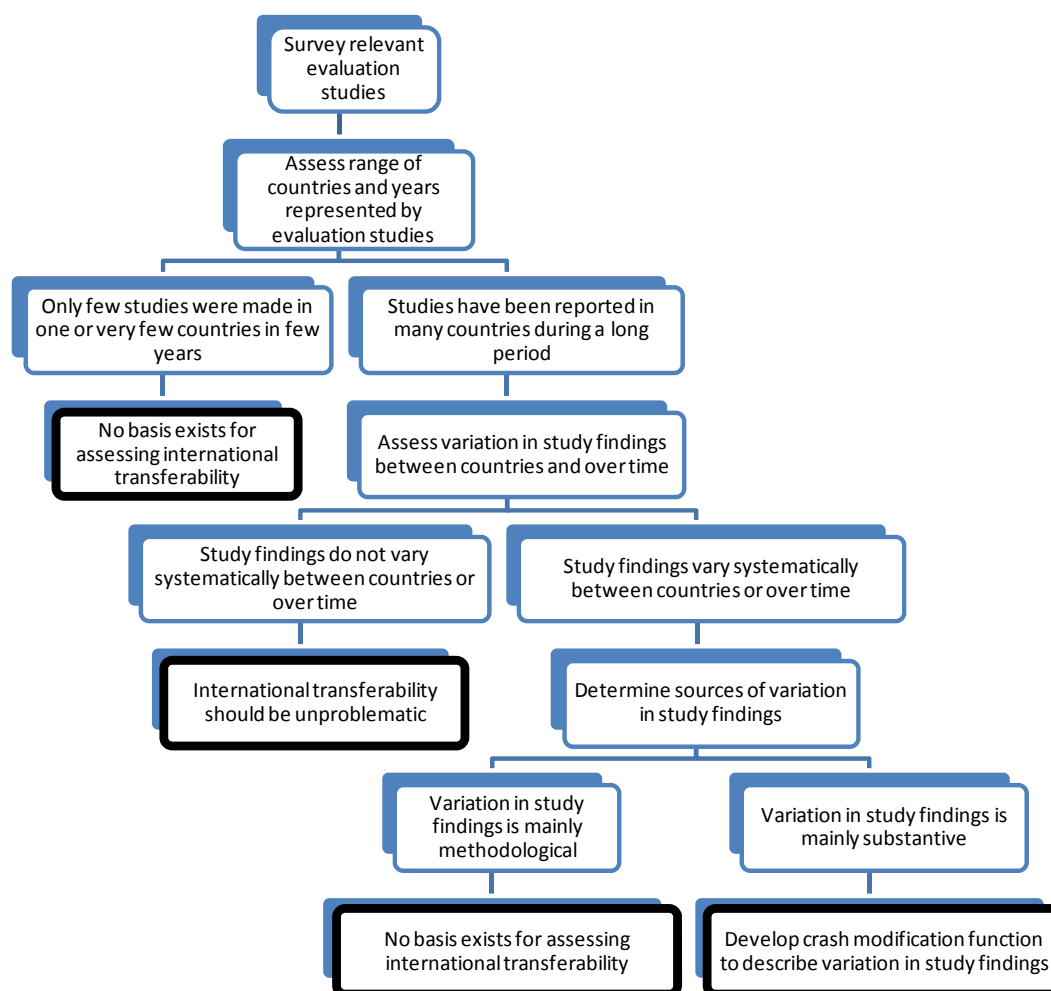 Survey relevant
evaluation
studies
Assess range of
countries and years
represented by
evaluation studies
Only few studies were made in
one or very few countries in few
years
Studies have been reported in
many countries during a long
period
No basis exists for
assessing international
transferability
Assess variation in study findings
between countries and over time
Study findings do not vary
systematically between countries or
over time
Study findings vary systematically
between countries or over time
International transferability
should be unproblematic
Determine sources of variation
in study findings
Variation in study
findings is mainly
methodological
Variation in study findings is
mainly substantive
No basis exists for assessing
international transferability
Develop crash modification function
to describe variation in study findings